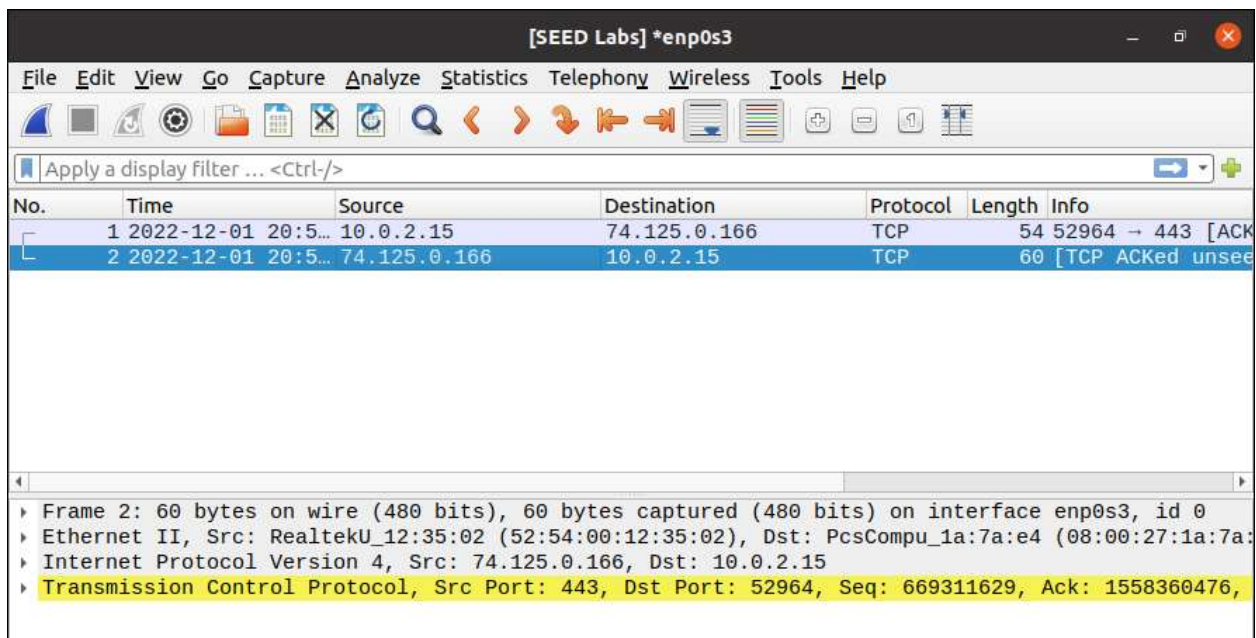 [SEED Labs] *enp0s3
File Edit View Go Capture Analyze Statistics Telephony Wireless Tools Help
Apply a display filter ... <Ctrl-/>
No. Time Source Destination Protocol Length Info
1 2022-12-01 20:5… 10.0.2.15 74.125.0.166 TCP 54 52964 → 443 [ACK
2 2022-12-01 20:5… 74.125.0.166 10.0.2.15 TCP 60 [TCP ACKed unsee
Frame 2: 60 bytes on wire (480 bits), 60 bytes captured (480 bits) on interface enp0s3, id 0
Ethernet II, Src: RealtekU_12:35:02 (52:54:00:12:35:02), Dst: PcsCompu_1a:7a:e4 (08:00:27:1a:7a:
Internet Protocol Version 4, Src: 74.125.0.166, Dst: 10.0.2.15
Transmission Control Protocol, Src Port: 443, Dst Port: 52964, Seq: 669311629, Ack: 1558360476,